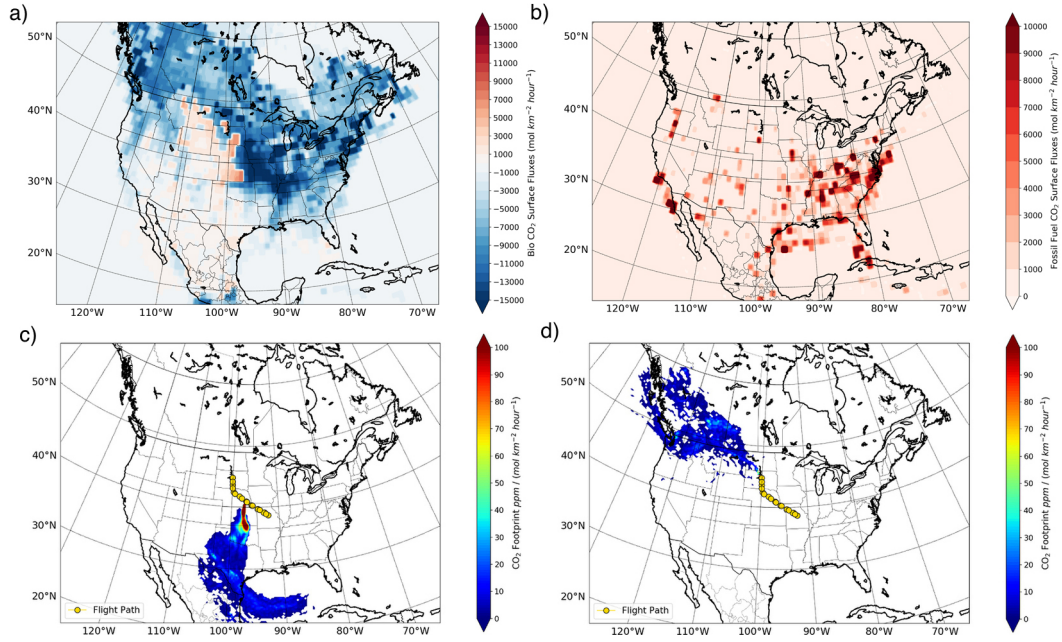 a)
50°N
40°N
30°N
20°N
120°W
110°W
100°W
90°W
80°W
70°W
15000
13000
11000
9000
7000
5000
3000
1000
-1000
-3000
-5000
-7000
-9000
-11000
-13000
-15000
Bio CO₂ Surface Fluxes (mol km⁻² hour⁻¹)
b)
50°N
40°N
30°N
20°N
120°W
110°W
100°W
90°W
80°W
70°W
10000
9000
8000
7000
6000
5000
4000
3000
2000
1000
0
Fossil Fuel CO₂ Surface Fluxes (mol km⁻² hour⁻¹)
c)
50°N
40°N
30°N
20°N
Flight Path
120°W
110°W
100°W
90°W
80°W
70°W
100
90
80
70
60
50
40
30
20
10
0
CO₂ Footprint ppm / (mol km⁻² hour⁻¹)
d)
50°N
40°N
30°N
20°N
Flight Path
120°W
110°W
100°W
90°W
80°W
70°W
100
90
80
70
60
50
40
30
20
10
0
CO₂ Footprint ppm / (mol km⁻² hour⁻¹)